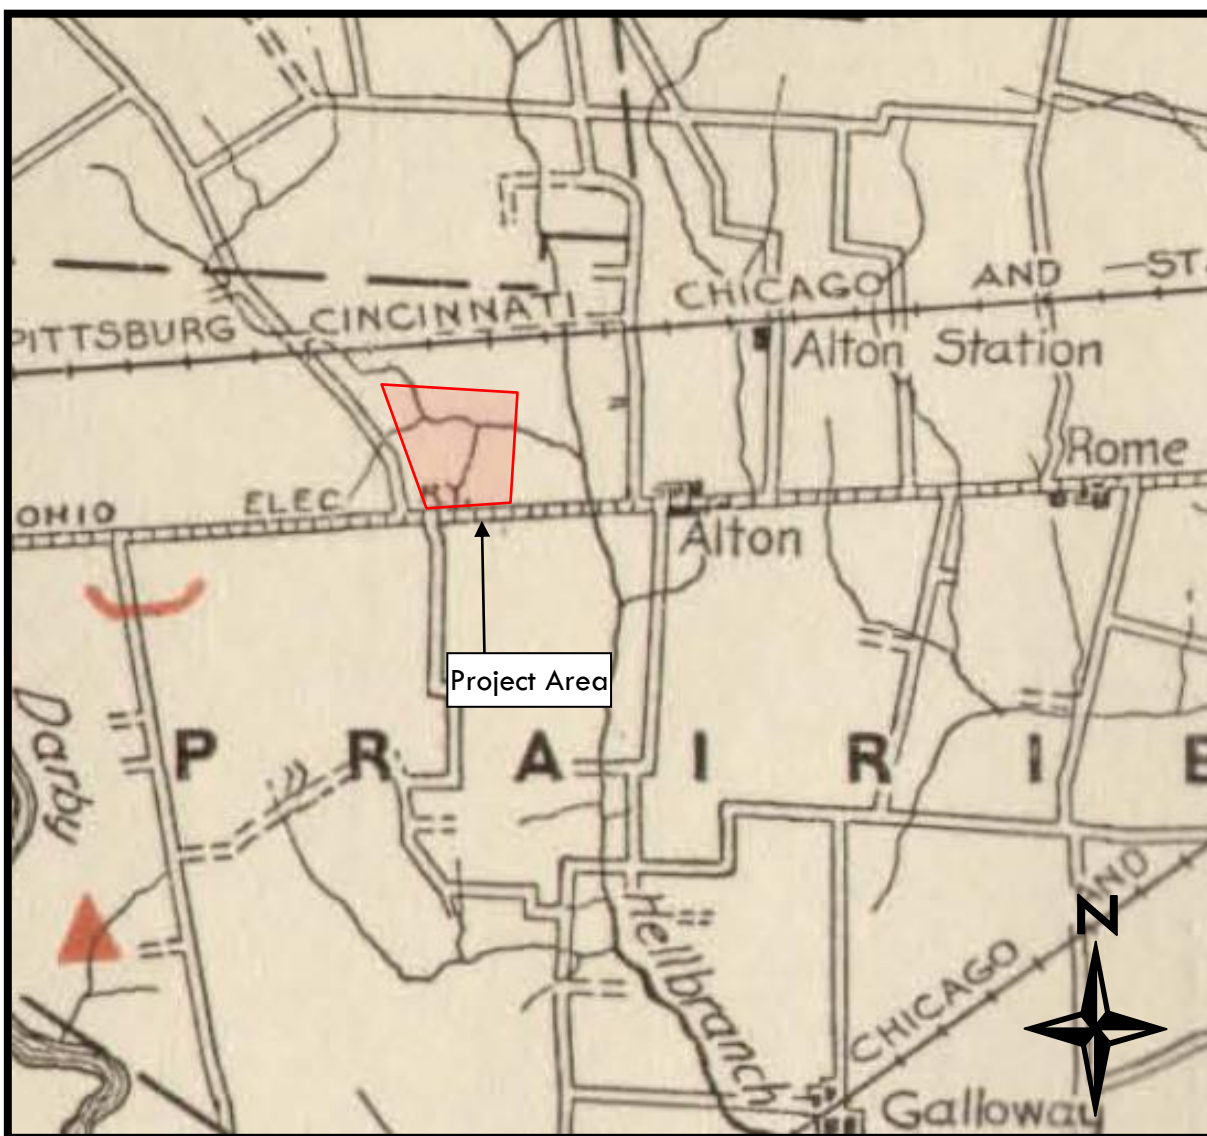 PITTSBURG CINCINNATI CHICAGO AND ST.
Alton Station
Rome
OHIO ELEC RY.
Alton
Project Area
Darby
P R A I R I E
Hellbranch
CHICAGO AND
N
Galloway